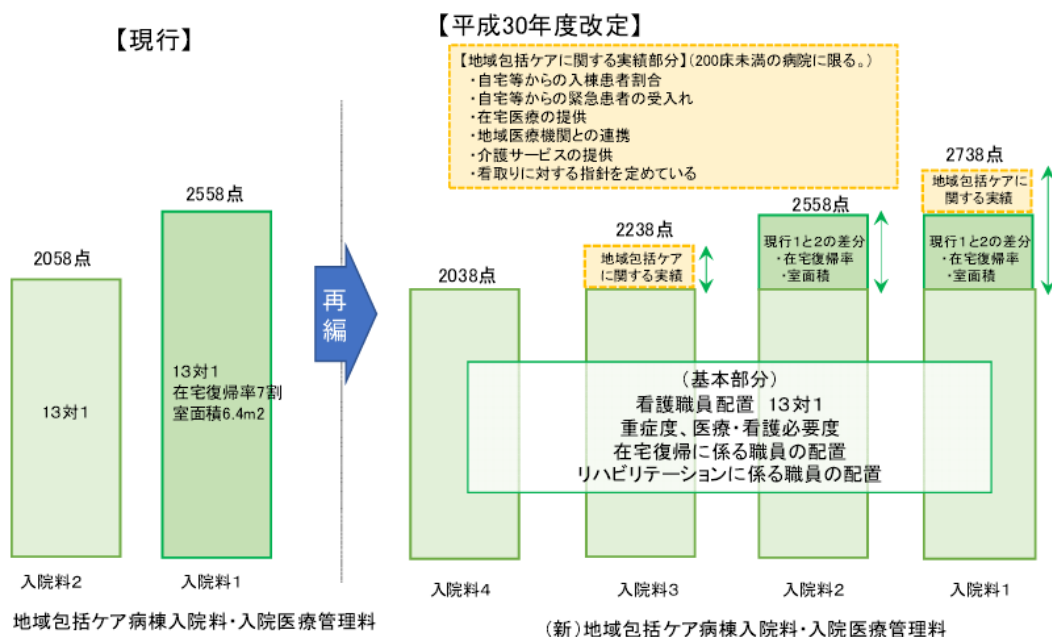 【現行】
2058点
2558点
13対1
13対1
在宅復帰率7割
室面積6.4m2
入院料2
入院料1
地域包括ケア病棟入院料・入院医療管理料
再編
【平成30年度改定】
【地域包括ケアに関する実績部分】(200床未満の病院に限る。)
・自宅等からの入棟患者割合
・自宅等からの緊急患者の受入れ
・在宅医療の提供
・地域医療機関との連携
・介護サービスの提供
・看取りに対する指針を定めている
2038点
2238点
地域包括ケア
に関する実績
2558点
現行1と2の差分
・在宅復帰率
・室面積
2738点
地域包括ケアに
関する実績
現行1と2の差分
・在宅復帰率
・室面積
(基本部分)
看護職員配置 13対1
重症度、医療・看護必要度
在宅復帰に係る職員の配置
リハビリテーションに係る職員の配置
入院料4
入院料3
入院料2
入院料1
(新)地域包括ケア病棟入院料・入院医療管理料